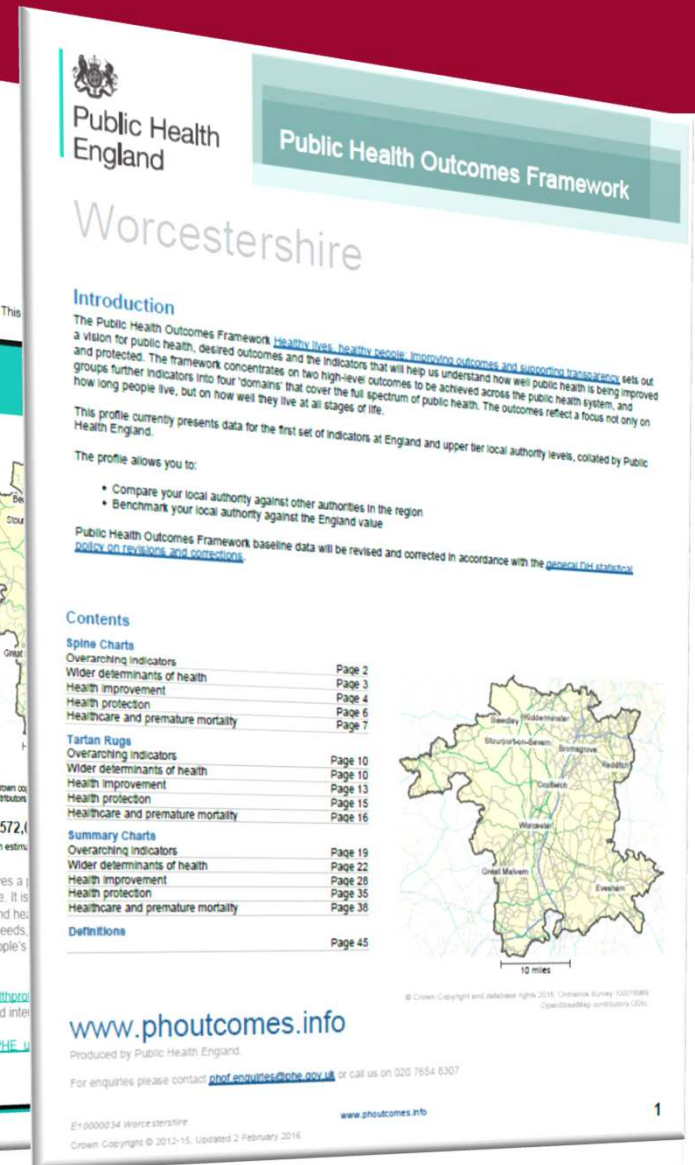 Public Health
England
Public Health Outcomes Framework
Worcestershire
Introduction
The Public Health Outcomes Framework Healthy lives, healthy people: Improving outcomes and supporting transparency sets out
a vision for public health, desired outcomes and the indicators that will help us understand how well public health is being improved
and protected. The framework concentrates on two high-level outcomes to be achieved across the public health system, and
groups further indicators into four 'domains' that cover the full spectrum of public health. The outcomes reflect a focus not only on
how long people live, but on how well they live at all stages of life.
This profile currently presents data for the first set of indicators at England and upper tier local authority levels, collated by Public
Health England.
The profile allows you to:
• Compare your local authority against other authorities in the region
• Benchmark your local authority against the England value
Public Health Outcomes Framework baseline data will be revised and corrected in accordance with the general DH statistical
policy on revisions and corrections.
Contents
Spine Charts
Overarching indicators Page 2
Wider determinants of health Page 3
Health improvement Page 4
Health protection Page 6
Healthcare and premature mortality Page 7
Tartan Rugs
Overarching indicators Page 10
Wider determinants of health Page 10
Health improvement Page 13
Health protection Page 15
Healthcare and premature mortality Page 16
Summary Charts
Overarching indicators Page 19
Wider determinants of health Page 22
Health improvement Page 28
Health protection Page 35
Healthcare and premature mortality Page 38
Definitions Page 45
Bewdley Kidderminster
Stourport-on-Severn Bromsgrove
Redditch
Droitwich
Worcester
Great Malvern
Evesham
10 miles
© Crown Copyright and database rights 2015, Ordnance Survey 100016969
OpenStreetMap contributors ODbL
www.phoutcomes.info
Produced by Public Health England.
For enquiries please contact phof.enquiries@phe.gov.uk or call us on 020 7654 8307
E10000034 Worcestershire
www.phoutcomes.info
1
Crown Copyright © 2012-15. Updated 2 February 2016
This
Stour
Great